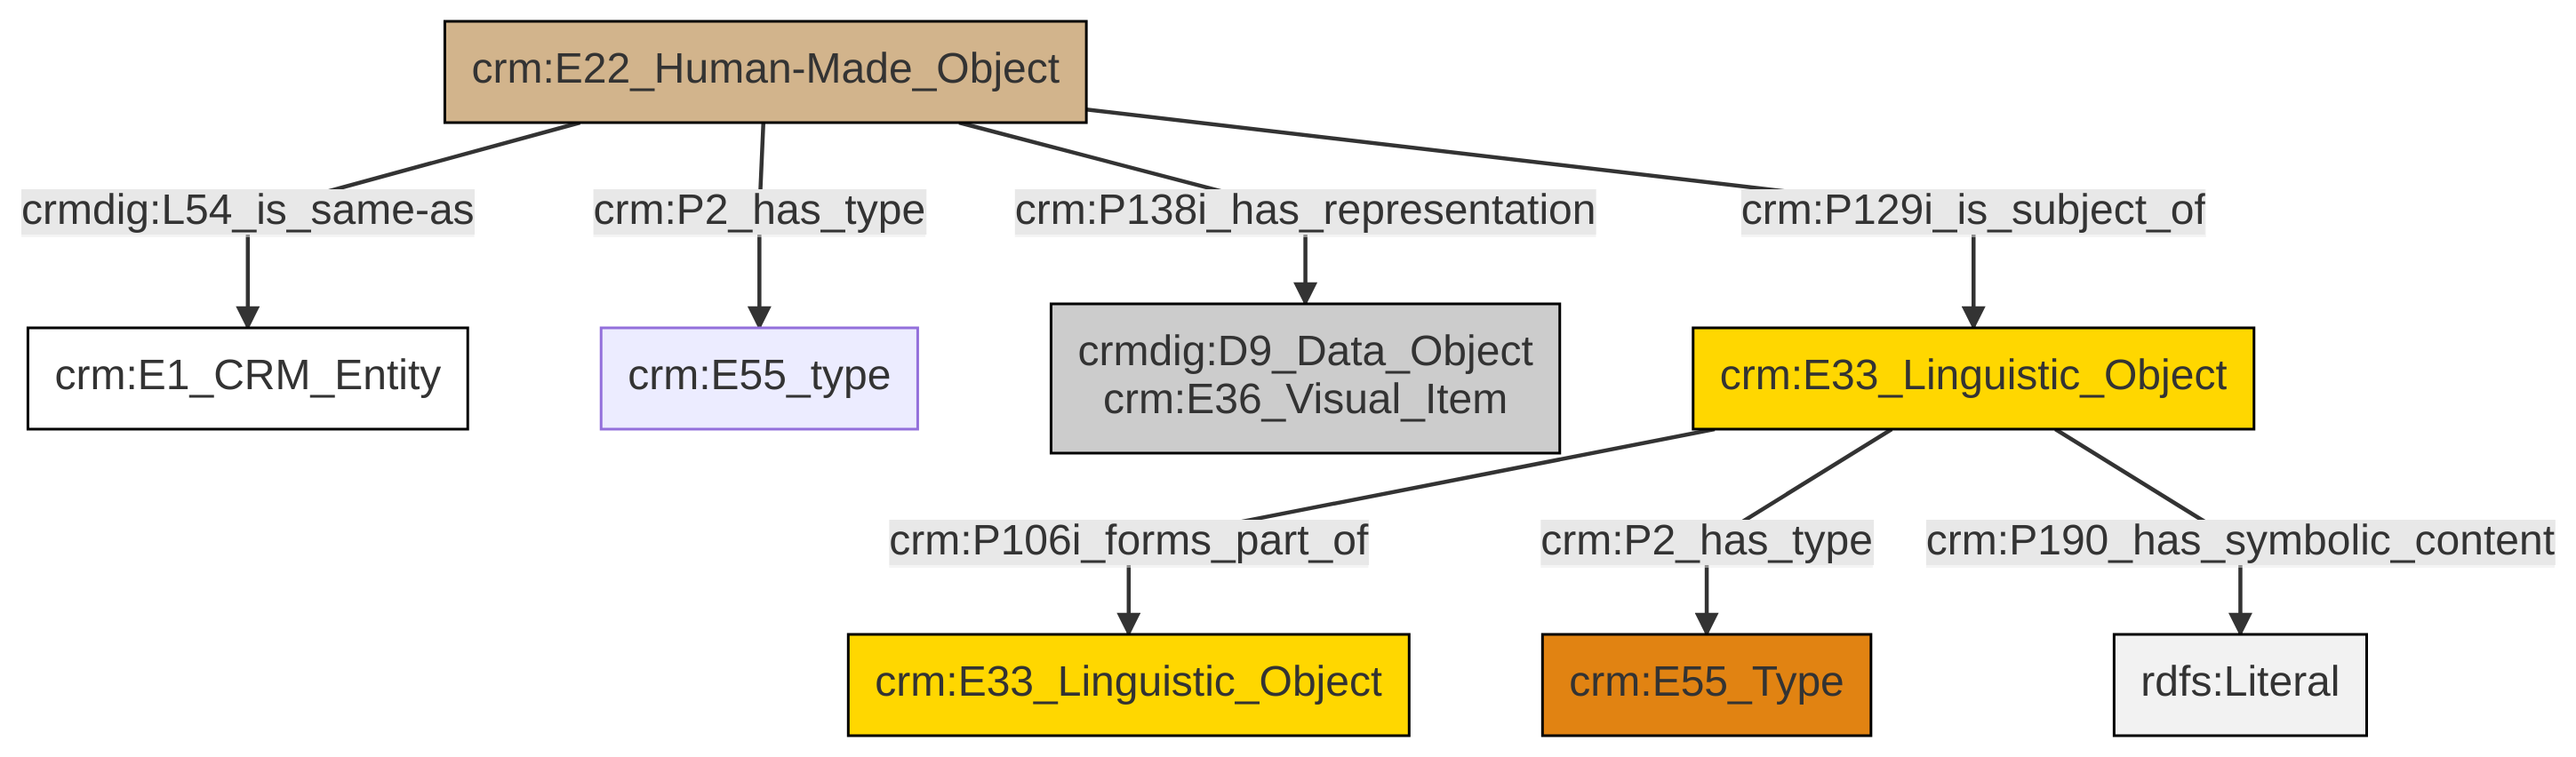 crm:E22_Human-Made_Object
crmdig:L54_is_same-as
crm:P2_has_type
crm:P138i_has_representation
crm:P129i_is_subject_of
crm:E1_CRM_Entity
crm:E55_type
crmdig:D9_Data_Object
crm:E36_Visual_Item
crm:E33_Linguistic_Object
crm:P106i_forms_part_of
crm:P2_has_type
crm:P190_has_symbolic_content
crm:E33_Linguistic_Object
crm:E55_Type
rdfs:Literal